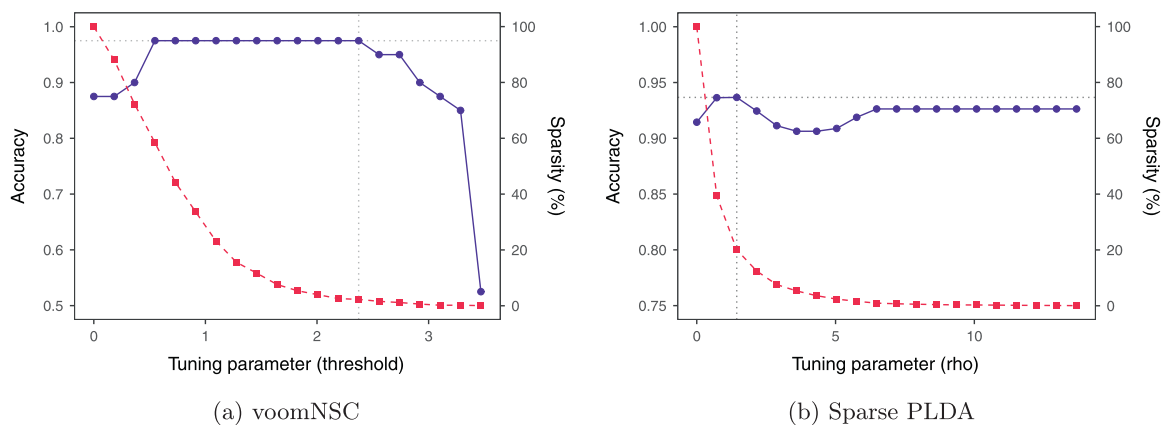 1.0
0.9
0.8
0.7
0.6
0.5
Accuracy
100
80
60
40
20
0
Sparsity (%)
0 1 2 3
Tuning parameter (threshold)
(a) voomNSC
1.00
0.95
0.90
0.85
0.80
0.75
Accuracy
100
80
60
40
20
0
Sparsity (%)
0 5 10
Tuning parameter (rho)
(b) Sparse PLDA